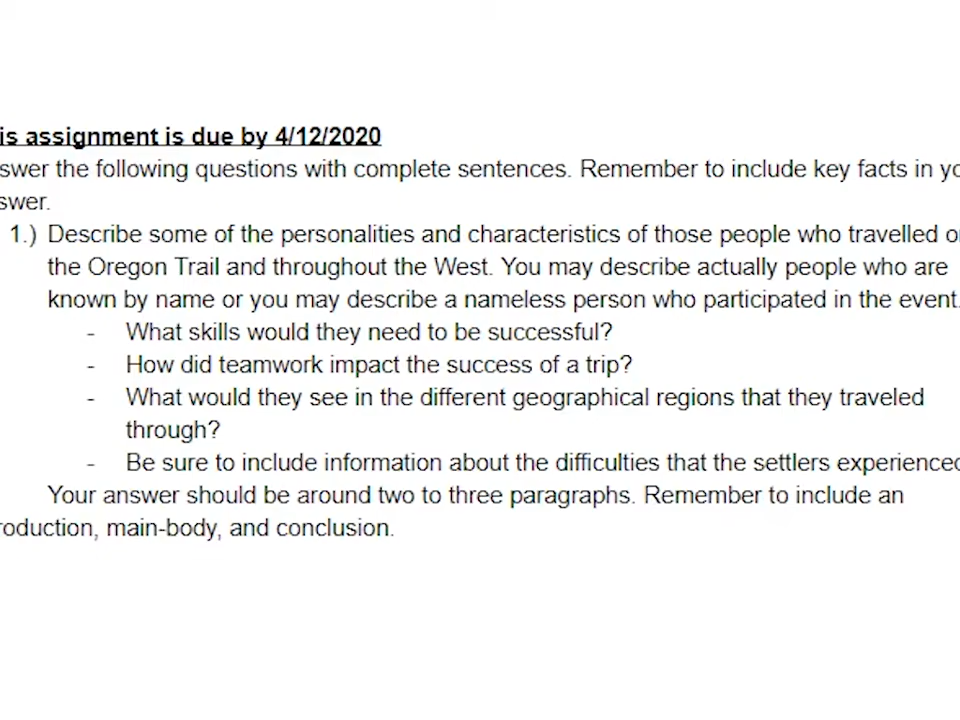 is assignment is due by 4/12/2020
swer the following questions with complete sentences. Remember to include key facts in yo
swer.
1.) Describe some of the personalities and characteristics of those people who travelled o
the Oregon Trail and throughout the West. You may describe actually people who are
known by name or you may describe a nameless person who participated in the event.
- What skills would they need to be successful?
- How did teamwork impact the success of a trip?
- What would they see in the different geographical regions that they traveled
through?
- Be sure to include information about the difficulties that the settlers experienced
Your answer should be around two to three paragraphs. Remember to include an
roduction, main-body, and conclusion.